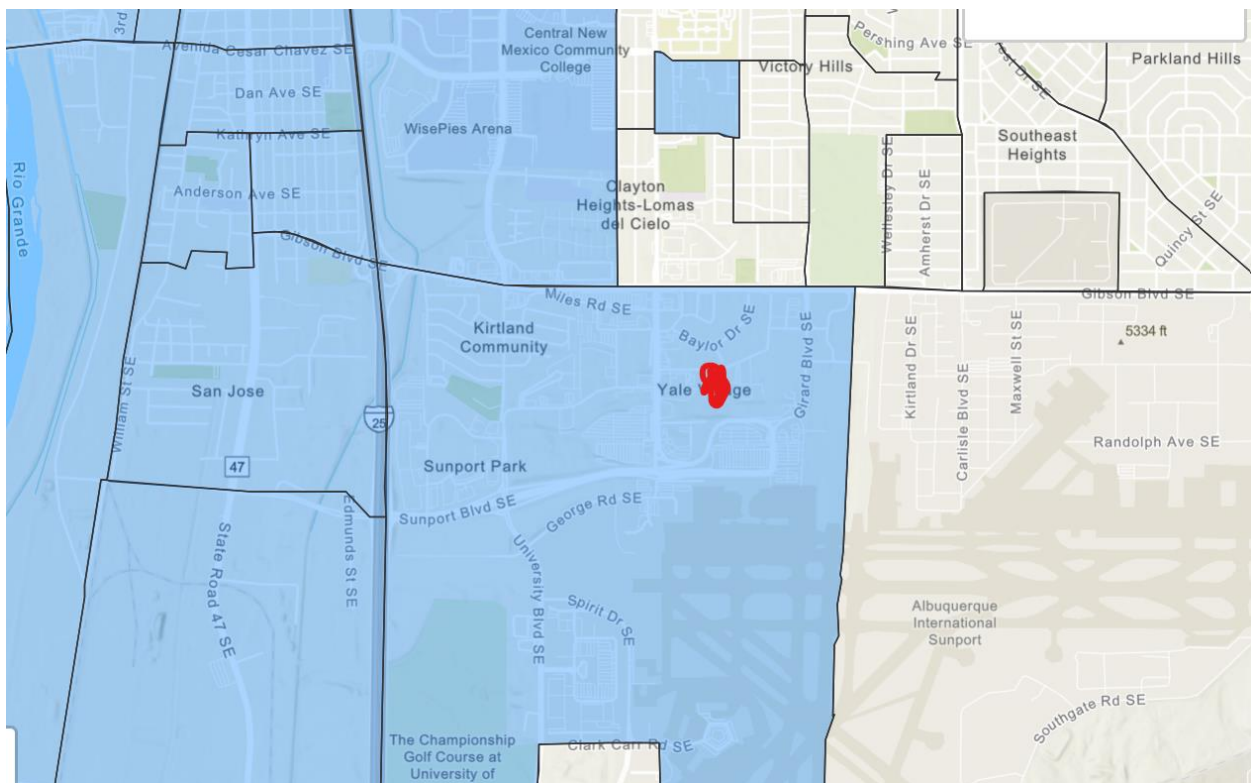 3rd
Avenida Cesar Chavez SE
Central New
Mexico Community
College
Pershing Ave SE
Victory Hills
Parkland Hills
Dan Ave SE
WisePies Arena
Kathryn Ave SE
Southeast
Heights
Rio Grande
Anderson Ave SE
Clayton
Heights-Lomas
del Cielo
Wellesley Dr SE
Amherst Dr SE
Quincy St SE
Gibson Blvd SE
Gibson Blvd SE
Miles Rd SE
Kirtland
Community
Baylor Dr SE
Girard Blvd SE
Kirtland Dr SE
Carlisle Blvd SE
Maxwell St SE
5334 ft
San Jose
William St SE
25
Yale
Randolph Ave SE
47
Sunport Park
Sunport Blvd SE
George Rd SE
Edmunds St SE
State Road 47 SE
University Blvd SE
Spirit Dr SE
Albuquerque
International
Sunport
Southgate Rd SE
The Championship
Golf Course at
University of
Clark Carr Rd SE